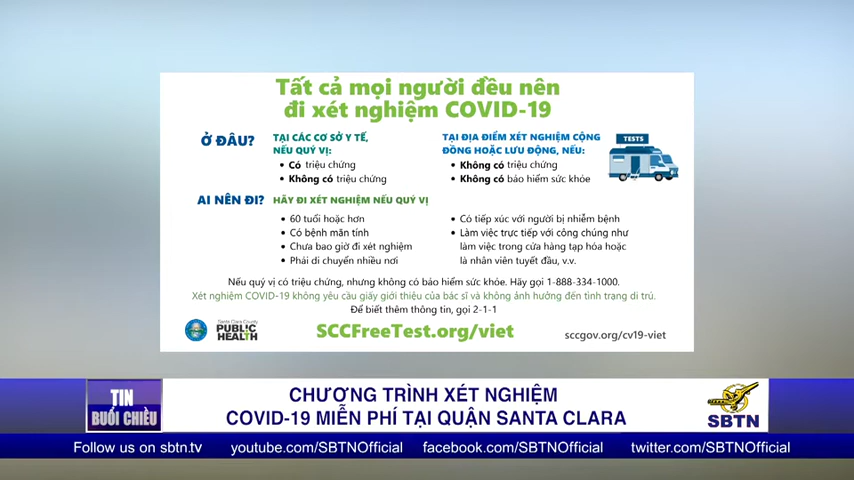 Tất cả mọi người đều nên
đi xét nghiệm COVID-19
Ở ĐÂU?
TẠI CÁC CƠ SỞ Y TẾ,
NẾU QUÝ VỊ:
• Có triệu chứng
• Không có triệu chứng
TẠI ĐỊA ĐIỂM XÉT NGHIỆM CỘNG
ĐỒNG HOẶC LƯU ĐỘNG, NẾU:
• Không có triệu chứng
• Không có bảo hiểm sức khỏe
TESTS
AI NÊN ĐI?
HÃY ĐI XÉT NGHIỆM NẾU QUÝ VỊ
• 60 tuổi hoặc hơn
• Có bệnh mãn tính
• Chưa bao giờ đi xét nghiệm
• Phải di chuyển nhiều nơi
• Có tiếp xúc với người bị nhiễm bệnh
• Làm việc trực tiếp với công chúng như
làm việc trong cửa hàng tạp hóa hoặc
là nhân viên tuyết đầu, v.v.
Nếu quý vị có triệu chứng, nhưng không có bảo hiểm sức khỏe. Hãy gọi 1-888-334-1000.
Xét nghiệm COVID-19 không yêu cầu giấy giới thiệu của bác sĩ và không ảnh hưởng đến tình trạng di trú.
Để biết thêm thông tin, gọi 2-1-1
Santa Clara County
PUBLIC
HEALTH
SCCFreeTest.org/viet
sccgov.org/cv19-viet
TIN
BUỔI CHIỀU
CHƯƠNG TRÌNH XÉT NGHIỆM
COVID-19 MIỄN PHÍ TẠI QUẬN SANTA CLARA
SBTN
Follow us on sbtn.tv
youtube.com/SBTNOfficial
facebook.com/SBTNOfficial
twitter.com/SBTNOfficial